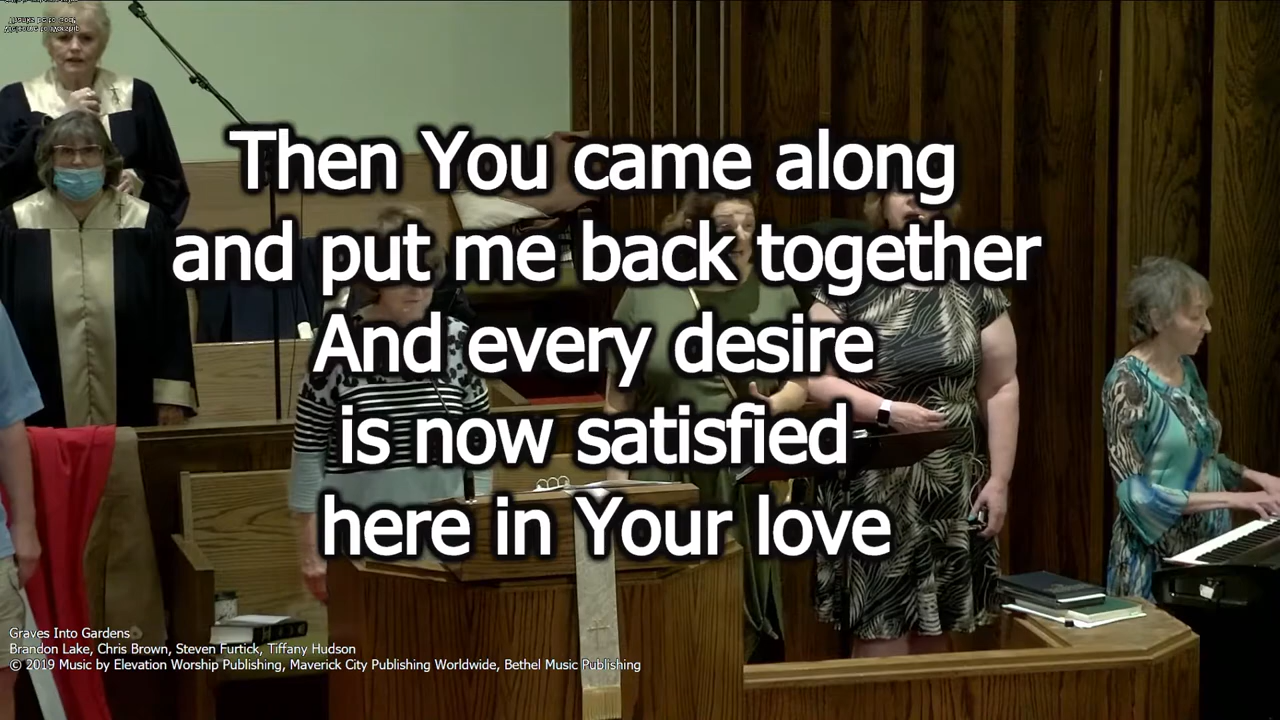 Then You came along
and put me back together
And every desire
is now satisfied
here in Your love
Graves Into Gardens
Brandon Lake, Chris Brown, Steven Furtick, Tiffany Hudson
© 2019 Music by Elevation Worship Publishing, Maverick City Publishing Worldwide, Bethel Music Publishing